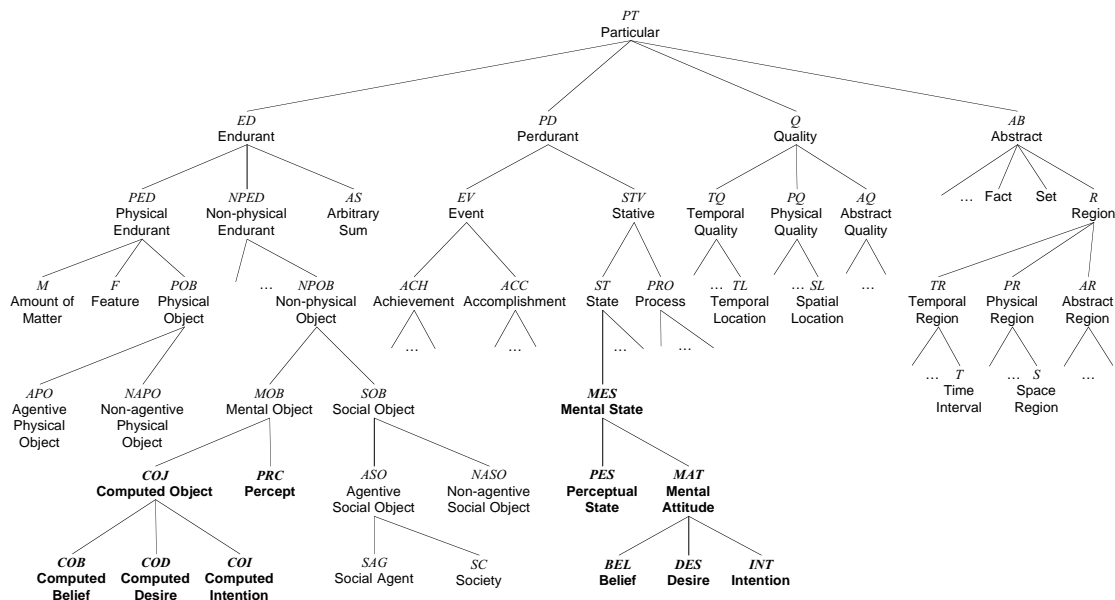 PT
Particular
ED
Endurant
PD
Perdurant
Q
Quality
AB
Abstract
PED
Physical
Endurant
NPED
Non-physical
Endurant
AS
Arbitrary
Sum
EV
Event
STV
Stative
TQ
Temporal
Quality
PQ
Physical
Quality
AQ
Abstract
Quality
…
Fact
Set
R
Region
M
Amount of
Matter
F
Feature
POB
Physical
Object
…
NPOB
Non-physical
Object
ACH
Achievement
…
ACC
Accomplishment
…
ST
State
…
PRO
Process
…
… TL
Temporal
Location
… SL
Spatial
Location
…
TR
Temporal
Region
PR
Physical
Region
AR
Abstract
Region
… T
Time
Interval
… S
Space
Region
…
APO
Agentive
Physical
Object
NAPO
Non-agentive
Physical
Object
MOB
Mental Object
SOB
Social Object
MES
Mental State
COJ
Computed Object
PRC
Percept
ASO
Agentive
Social Object
NASO
Non-agentive
Social Object
PES
Perceptual
State
MAT
Mental
Attitude
COB
Computed
Belief
COD
Computed
Desire
COI
Computed
Intention
SAG
Social Agent
SC
Society
BEL
Belief
DES
Desire
INT
Intention